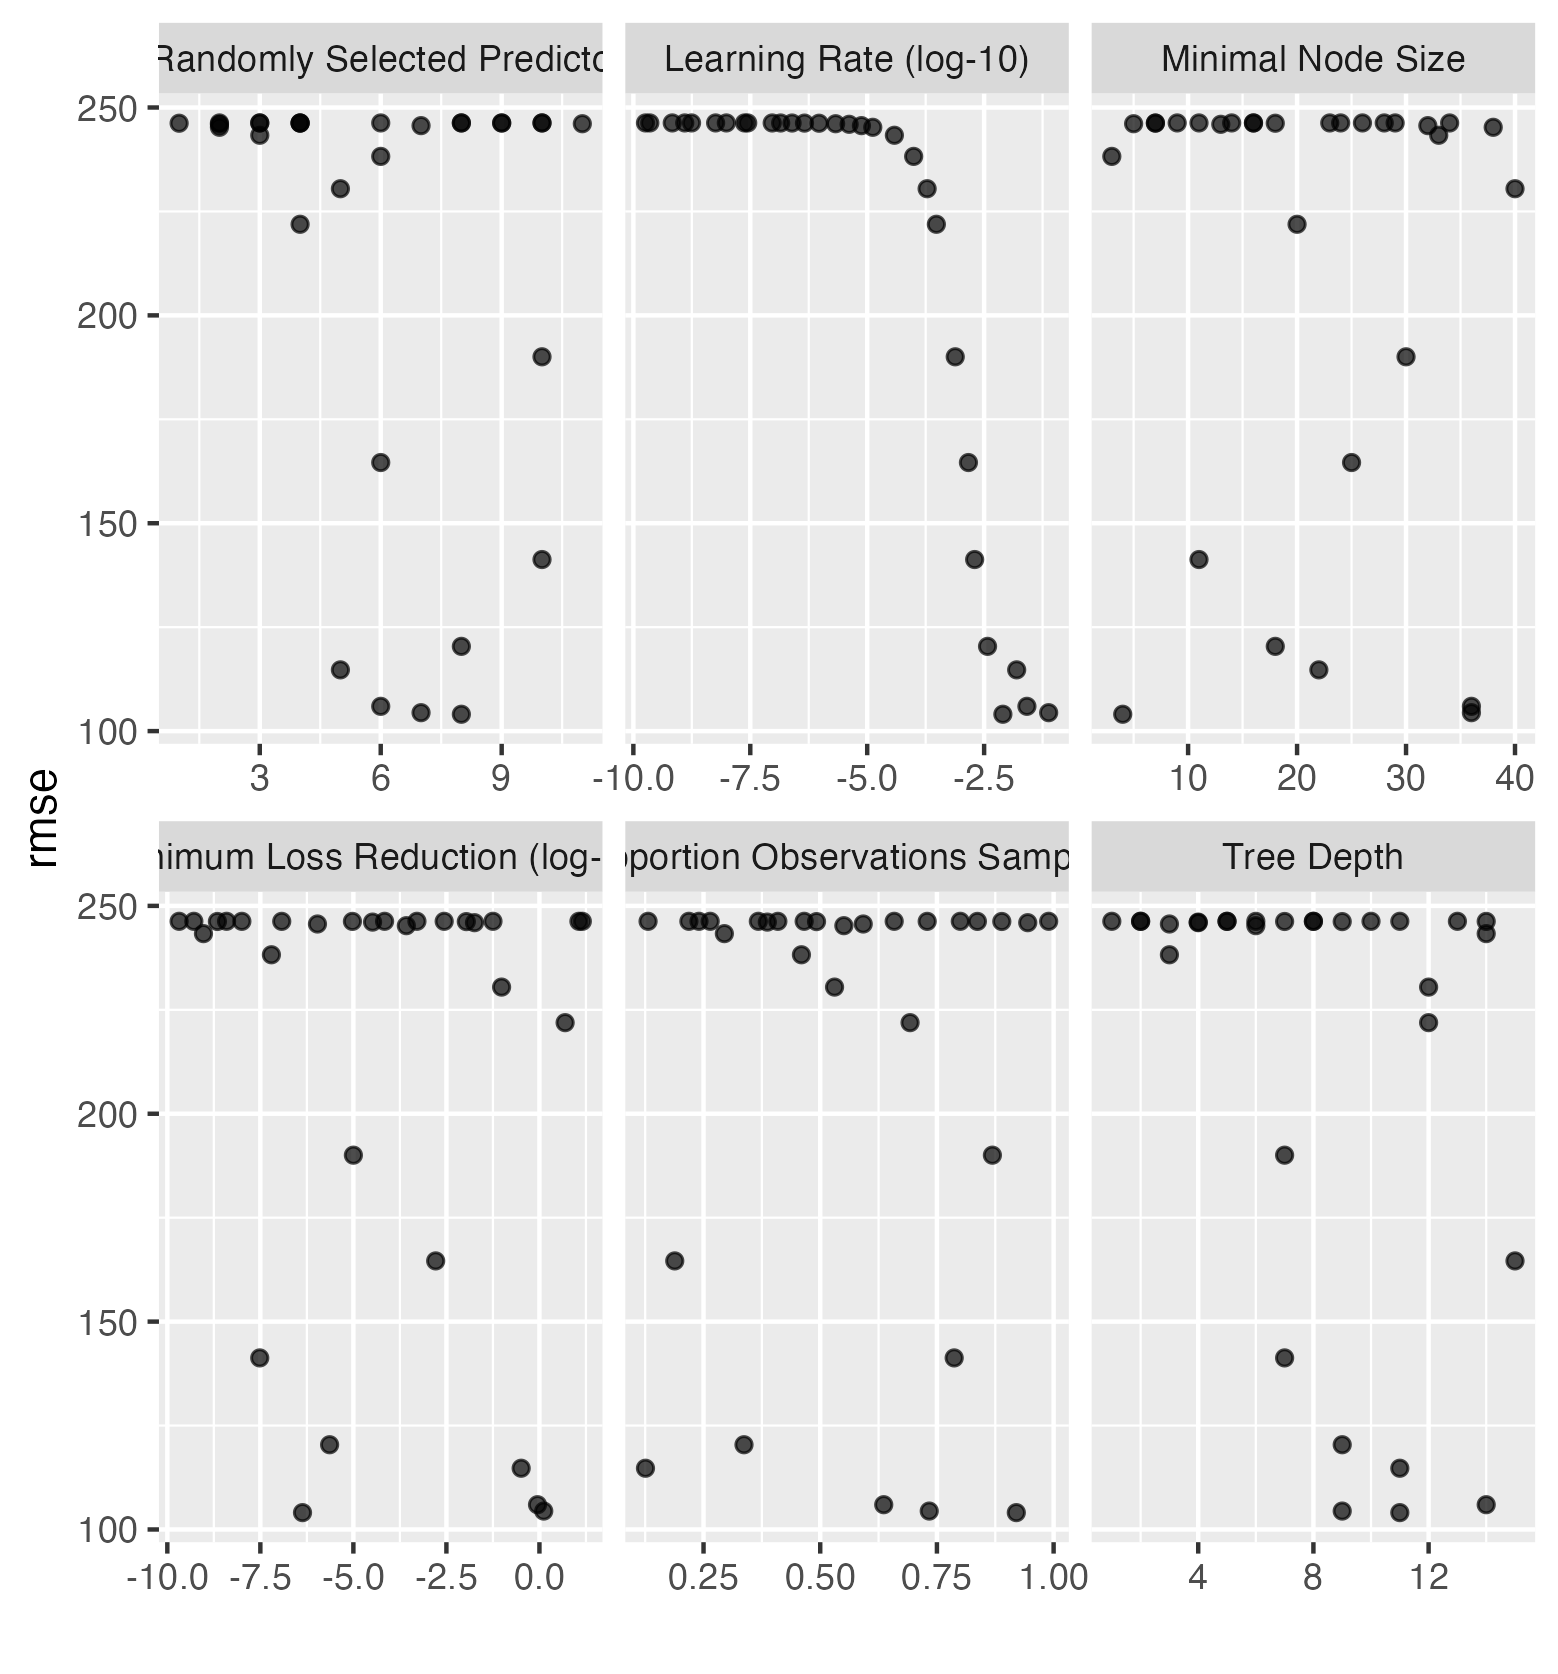 Randomly Selected Predicto
Learning Rate (log-10)
Minimal Node Size
250
200
150
100
3 6 9
-10.0 -7.5 -5.0 -2.5
10 20 30 40
rmse
nimum Loss Reduction (log-
oportion Observations Samp
Tree Depth
250
200
150
100
-10.0 -7.5 -5.0 -2.5 0.0
0.25 0.50 0.75 1.00
4 8 12